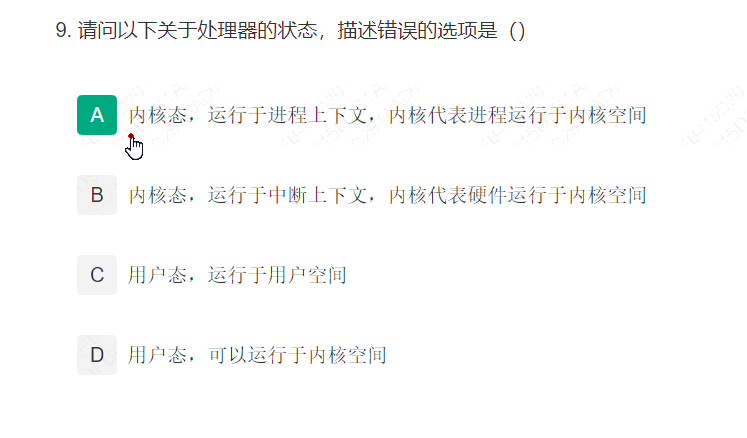 9. 请问以下关于处理器的状态，描述错误的选项是（）
A 内核态，运行于进程上下文，内核代表进程运行于内核空间
B 内核态，运行于中断上下文，内核代表硬件运行于内核空间
C 用户态，运行于用户空间
D 用户态，可以运行于内核空间